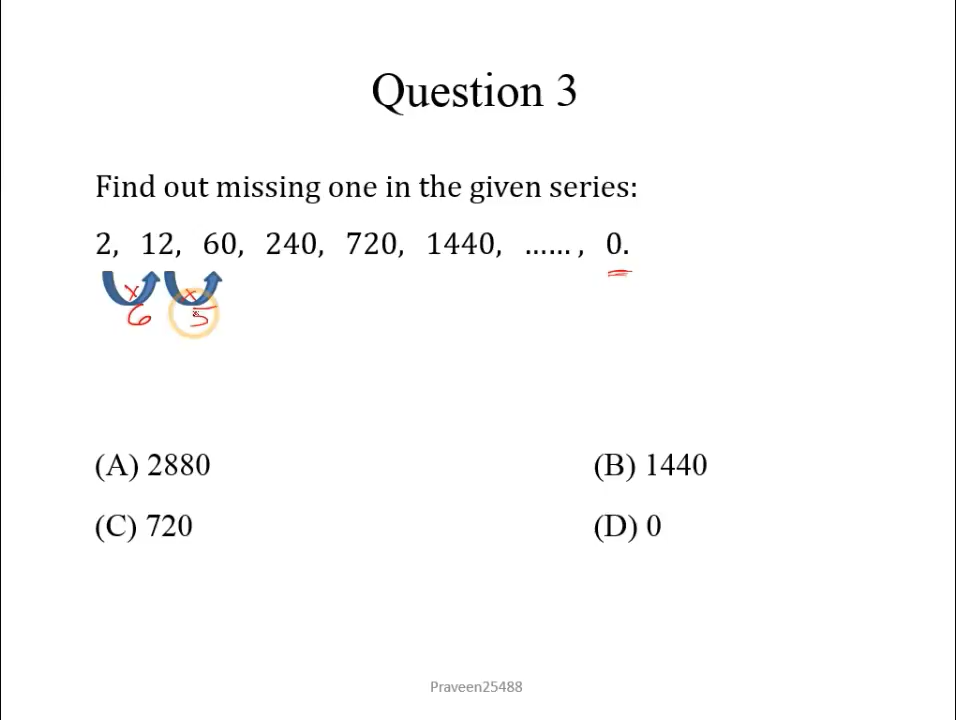 Question 3
Find out missing one in the given series:
2, 12, 60, 240, 720, 1440, ...... , 0.
× ×
6 5
(A) 2880 (B) 1440
(C) 720 (D) 0
Praveen25488